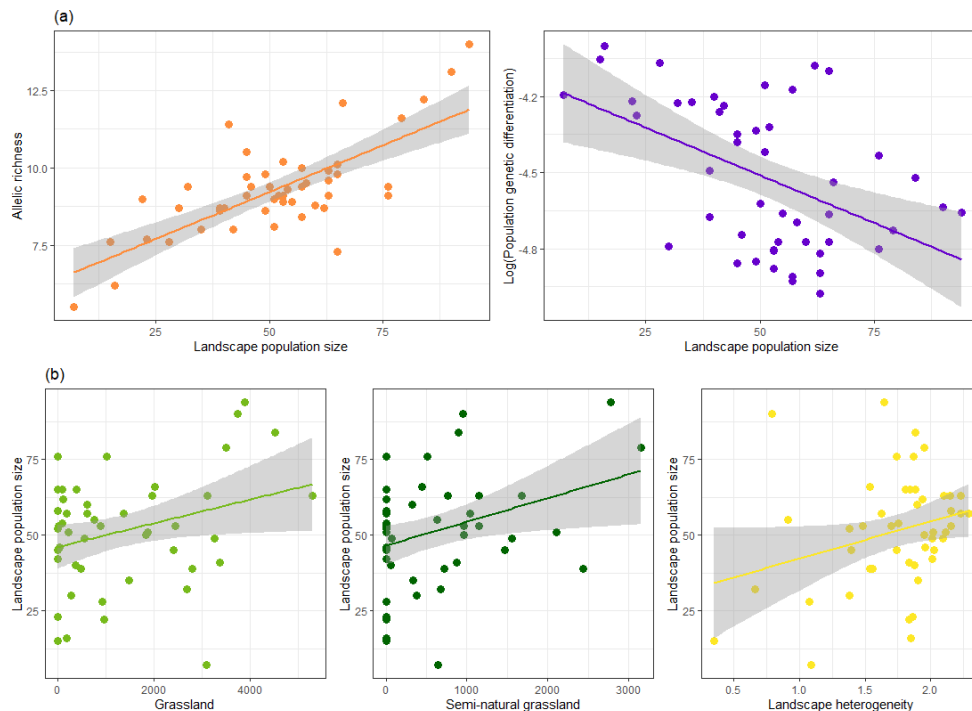 (a)
Allelic richness
12.5
10.0
7.5
25
50
75
Landscape population size
Log(Population genetic differentiation)
-4.2
-4.5
-4.8
25
50
75
Landscape population size
(b)
Landscape population size
75
50
25
0
2000
4000
Grassland
Landscape population size
75
50
25
0
1000
2000
3000
Semi-natural grassland
Landscape population size
75
50
25
0.5
1.0
1.5
2.0
Landscape heterogeneity